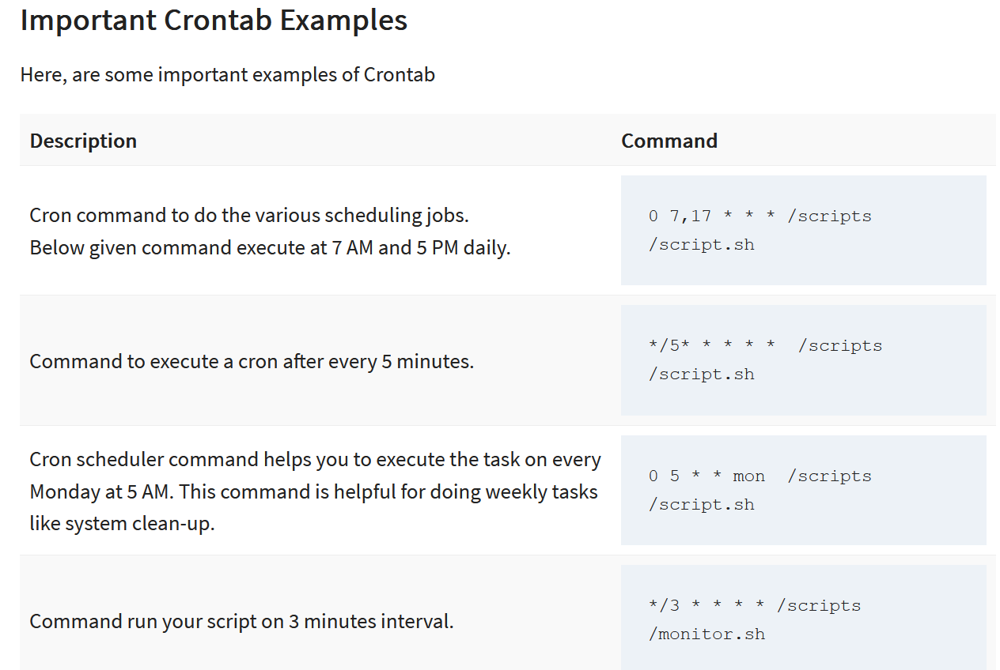 Important Crontab Examples
Here, are some important examples of Crontab
Description
Command
Cron command to do the various scheduling jobs.
Below given command execute at 7 AM and 5 PM daily.
0 7,17 * * * /scripts
/script.sh
Command to execute a cron after every 5 minutes.
*/5* * * * *  /scripts
/script.sh
Cron scheduler command helps you to execute the task on every
Monday at 5 AM. This command is helpful for doing weekly tasks
like system clean-up.
0 5 * * mon  /scripts
/script.sh
Command run your script on 3 minutes interval.
*/3 * * * * /scripts
/monitor.sh